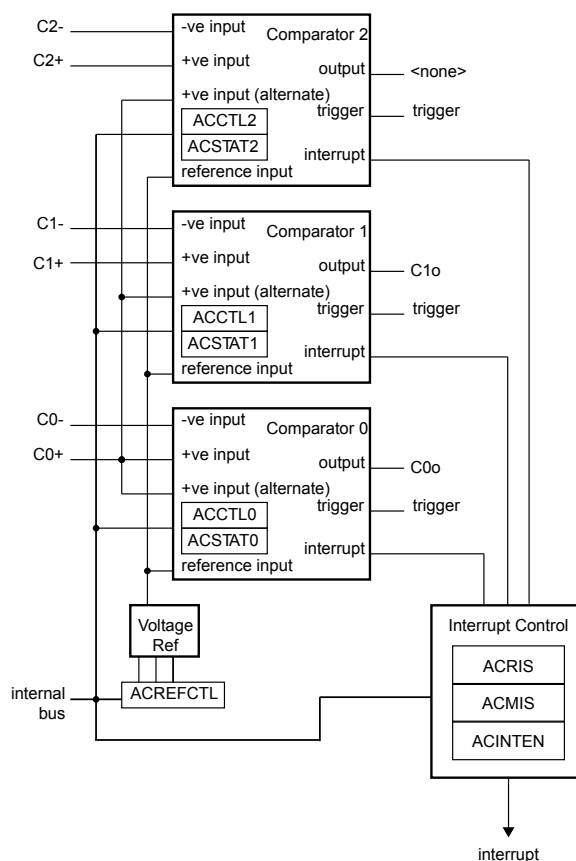 C2-
-ve input
Comparator 2
C2+
+ve input
output
<none>
+ve input (alternate)
trigger
trigger
ACCTL2
ACSTAT2
interrupt
reference input
C1-
-ve input
Comparator 1
C1+
+ve input
output
C1o
+ve input (alternate)
trigger
trigger
ACCTL1
ACSTAT1
interrupt
reference input
C0-
-ve input
Comparator 0
C0+
+ve input
output
C0o
+ve input (alternate)
trigger
trigger
ACCTL0
ACSTAT0
interrupt
reference input
Voltage
Ref
Interrupt Control
ACRIS
internal
bus
ACREFCTL
ACMIS
ACINTEN
interrupt